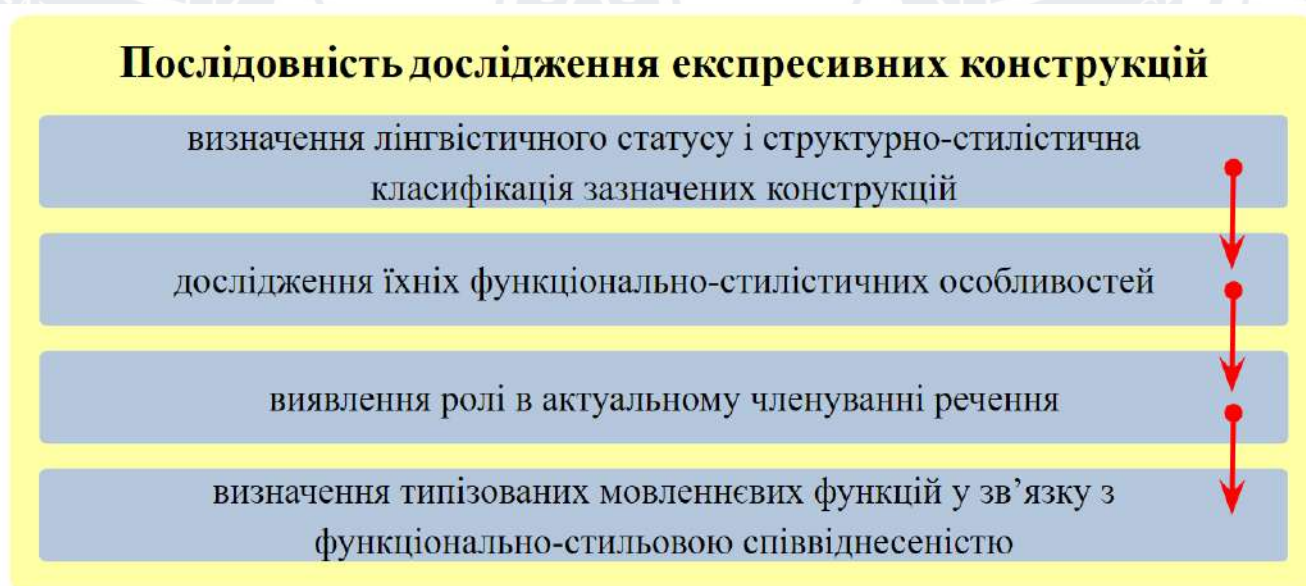 Послідовність дослідження експресивних конструкцій
визначення лінгвістичного статусу і структурно-стилістична
класифікація зазначених конструкцій
дослідження їхніх функціонально-стилістичних особливостей
виявлення ролі в актуальному членуванні речення
визначення типізованих мовленнєвих функцій у зв’язку з
функціонально-стильовою співвіднесеністю